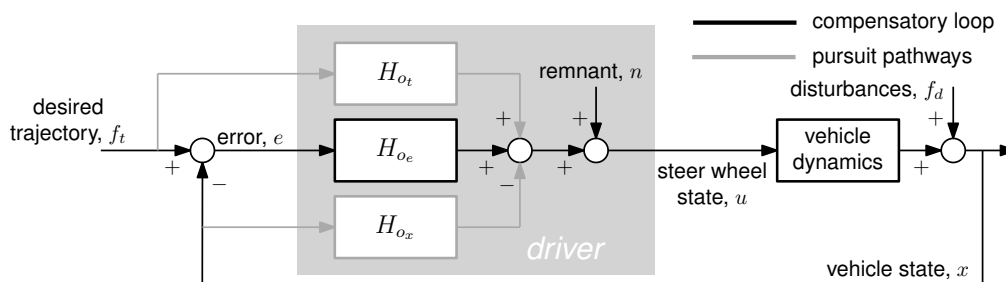 compensatory loop
pursuit pathways
H_{o_t}
remnant, n
disturbances, f_d
desired
trajectory, f_t
error, e
H_{o_e}
vehicle
dynamics
+
+
+
+
−
+
+
−
+
+
steer wheel
state, u
H_{o_x}
driver
vehicle state, x